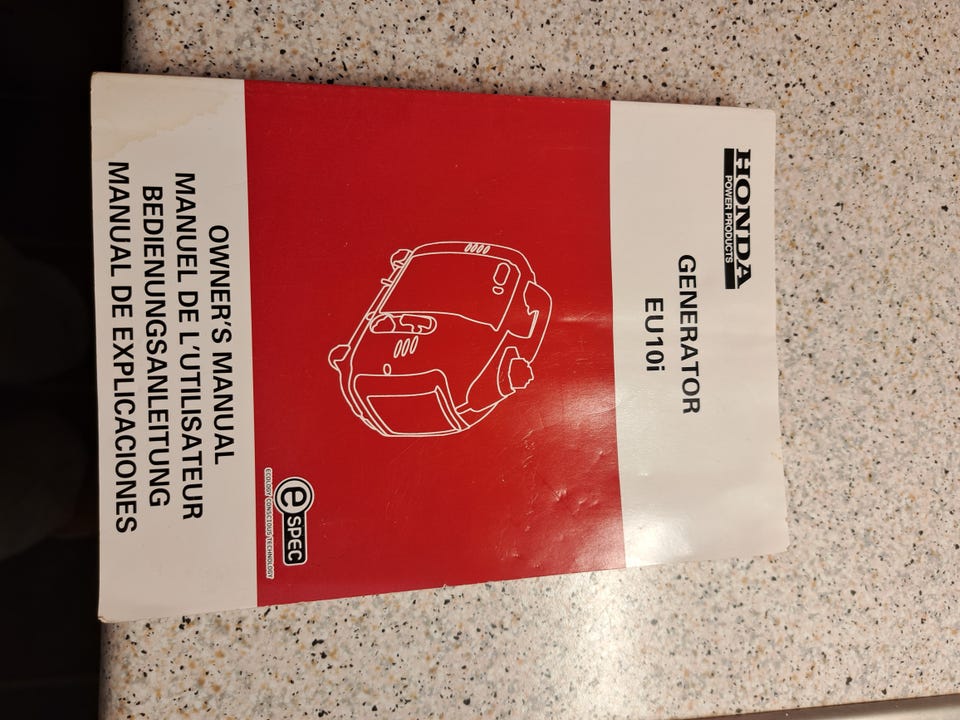 HONDA
POWER PRODUCTS
GENERATOR
EU10i
e SPEC
ECOLOGY CONSCIOUS TECHNOLOGY
OWNER'S MANUAL
MANUEL DE L'UTILISATEUR
BEDIENUNGSANLEITUNG
MANUAL DE EXPLICACIONES